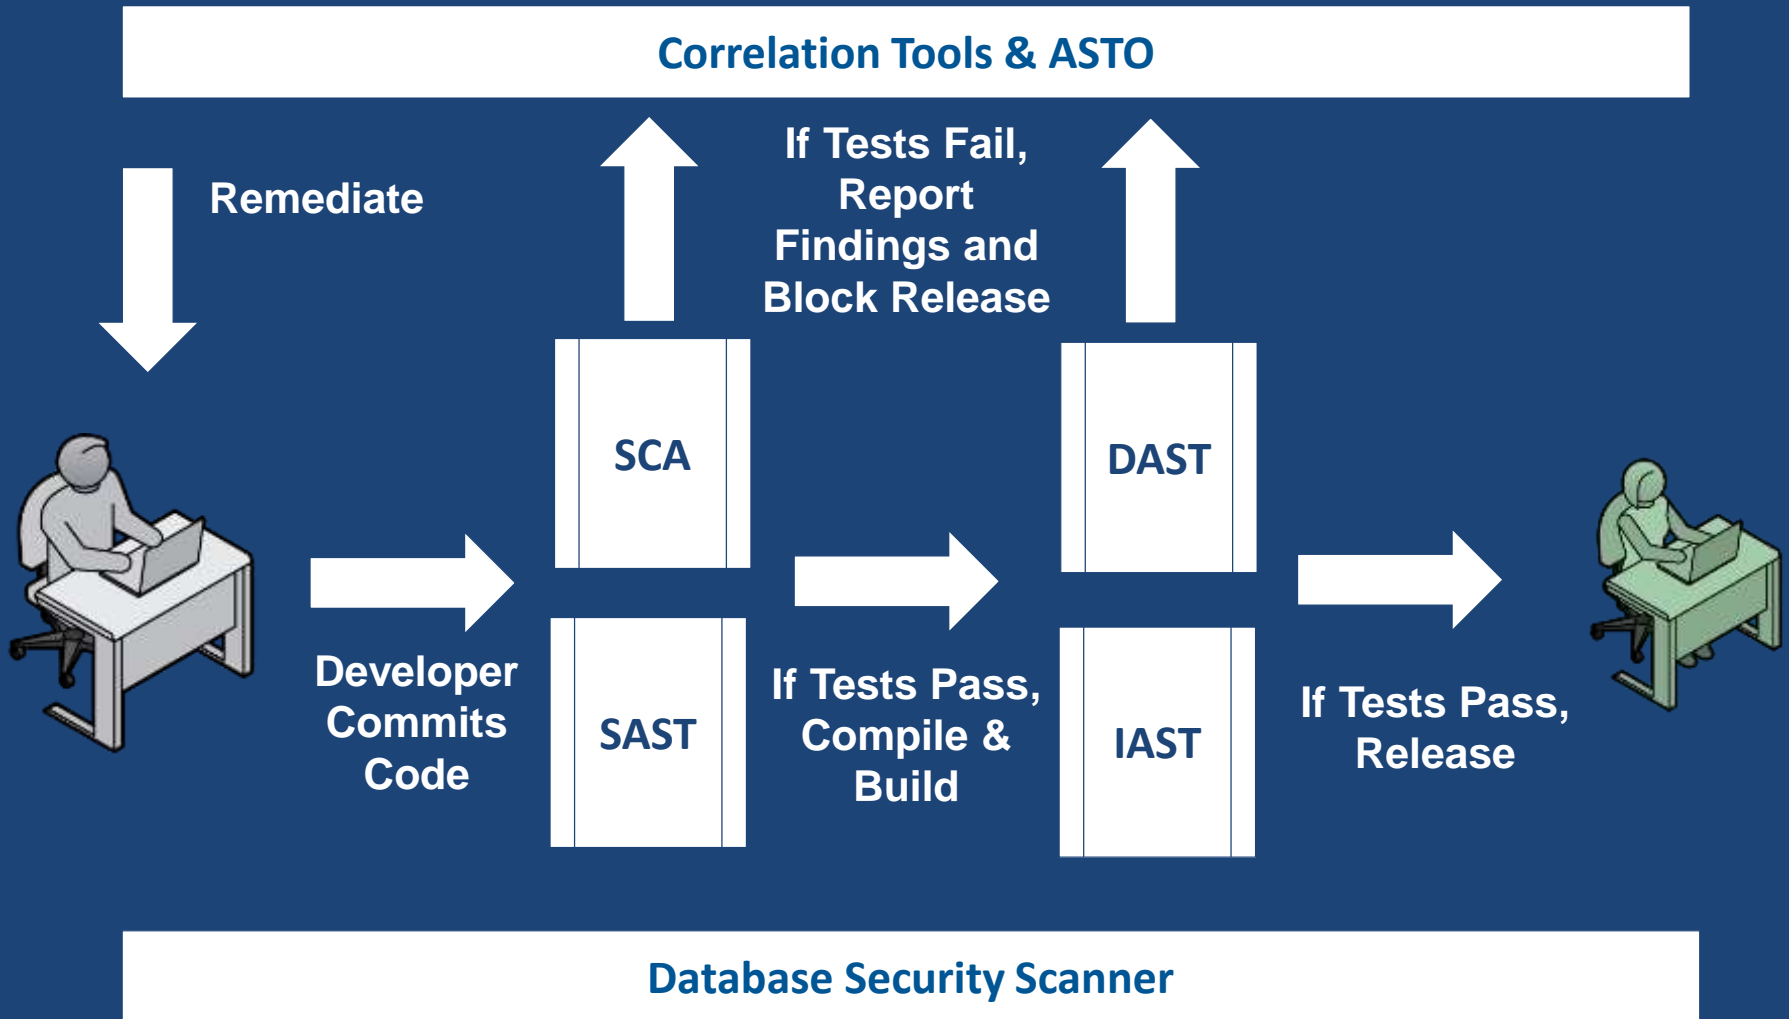 Correlation Tools & ASTO
Remediate
If Tests Fail,
Report
Findings and
Block Release
SCA
DAST
Developer
Commits
Code
SAST
If Tests Pass,
Compile &
Build
IAST
If Tests Pass,
Release
Database Security Scanner